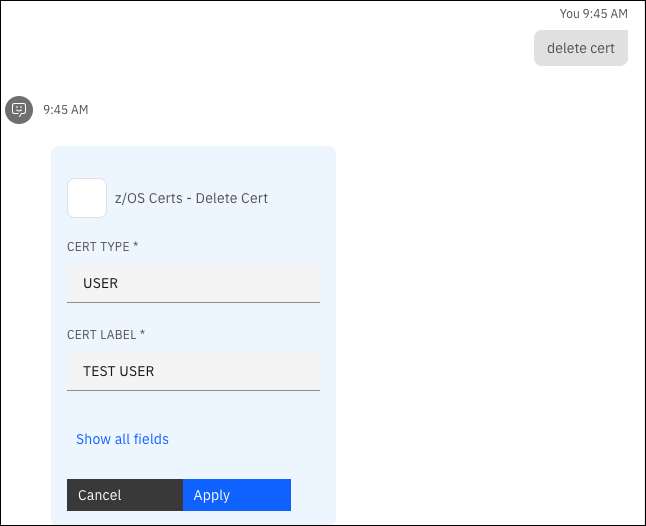 You 9:45 AM
delete cert
9:45 AM
z/OS Certs - Delete Cert
CERT TYPE *
USER
CERT LABEL *
TEST USER
Show all fields
Cancel
Apply